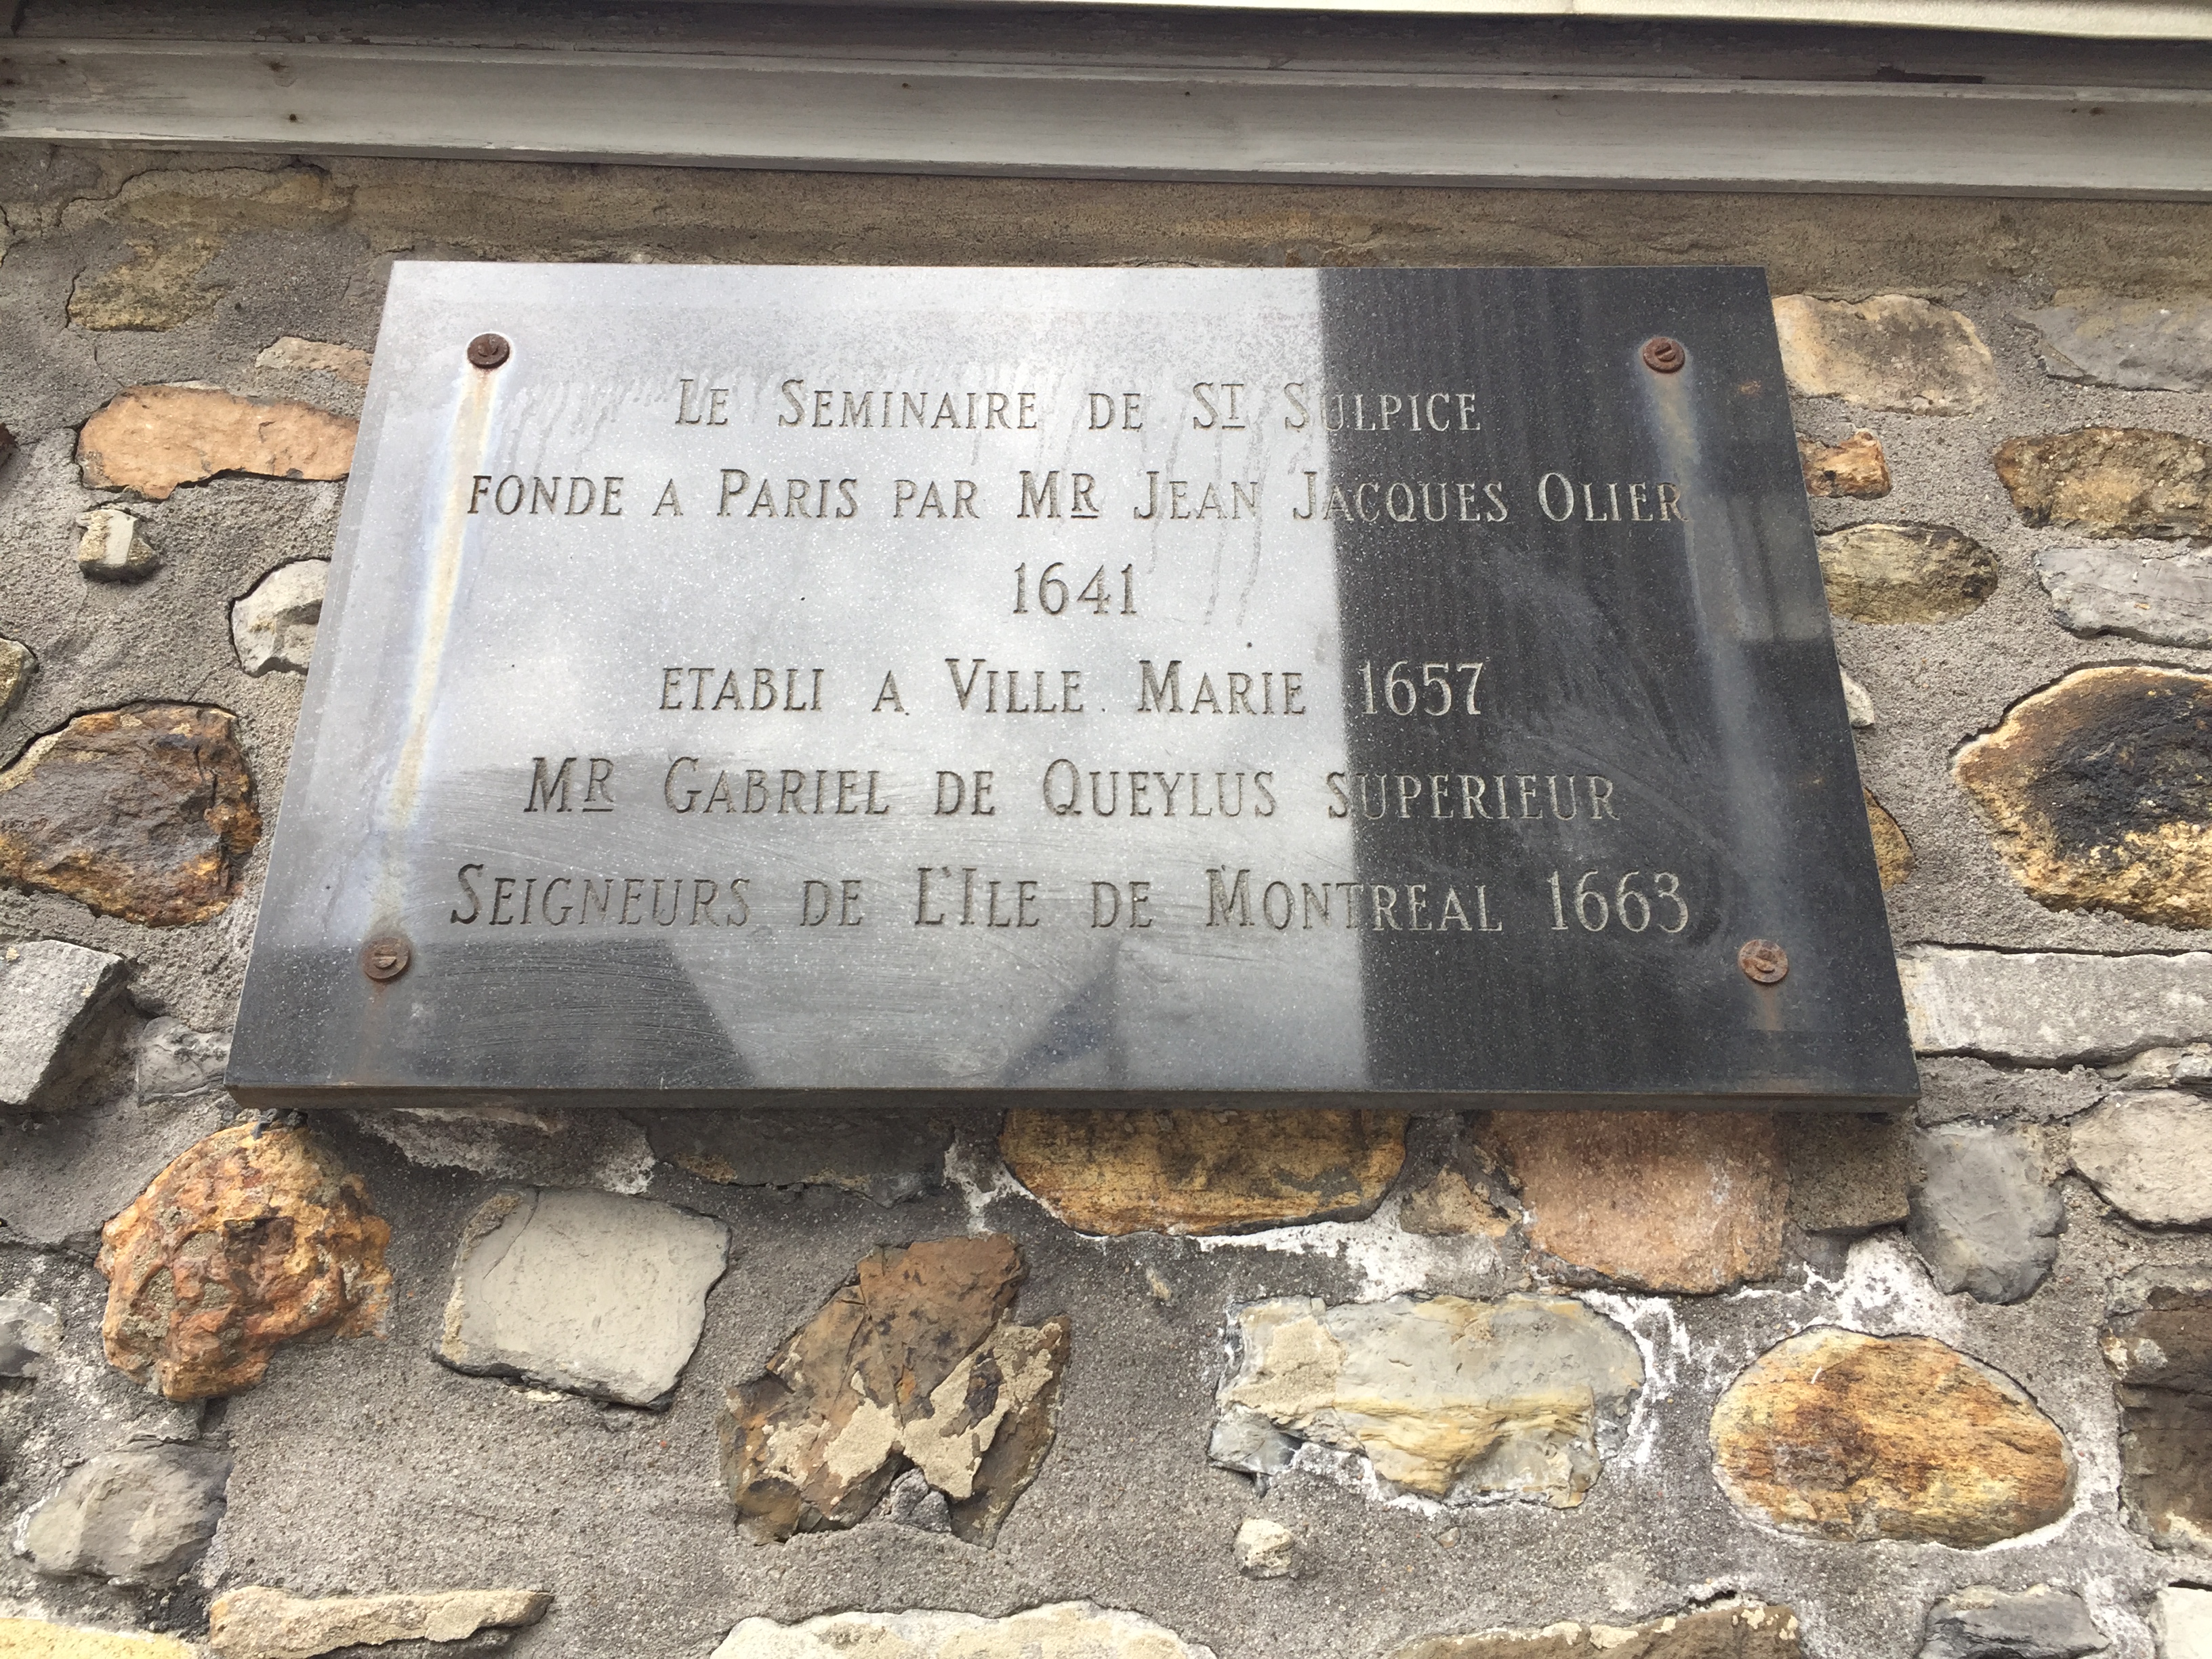 LE SEMINAIRE DE ST SULPICE
FONDE A PARIS PAR MR JEAN JACQUES OLIER
1641
ETABLI A VILLE MARIE 1657
MR GABRIEL DE QUEYLUS SUPERIEUR
SEIGNEURS DE L'ILE DE MONTREAL 1663